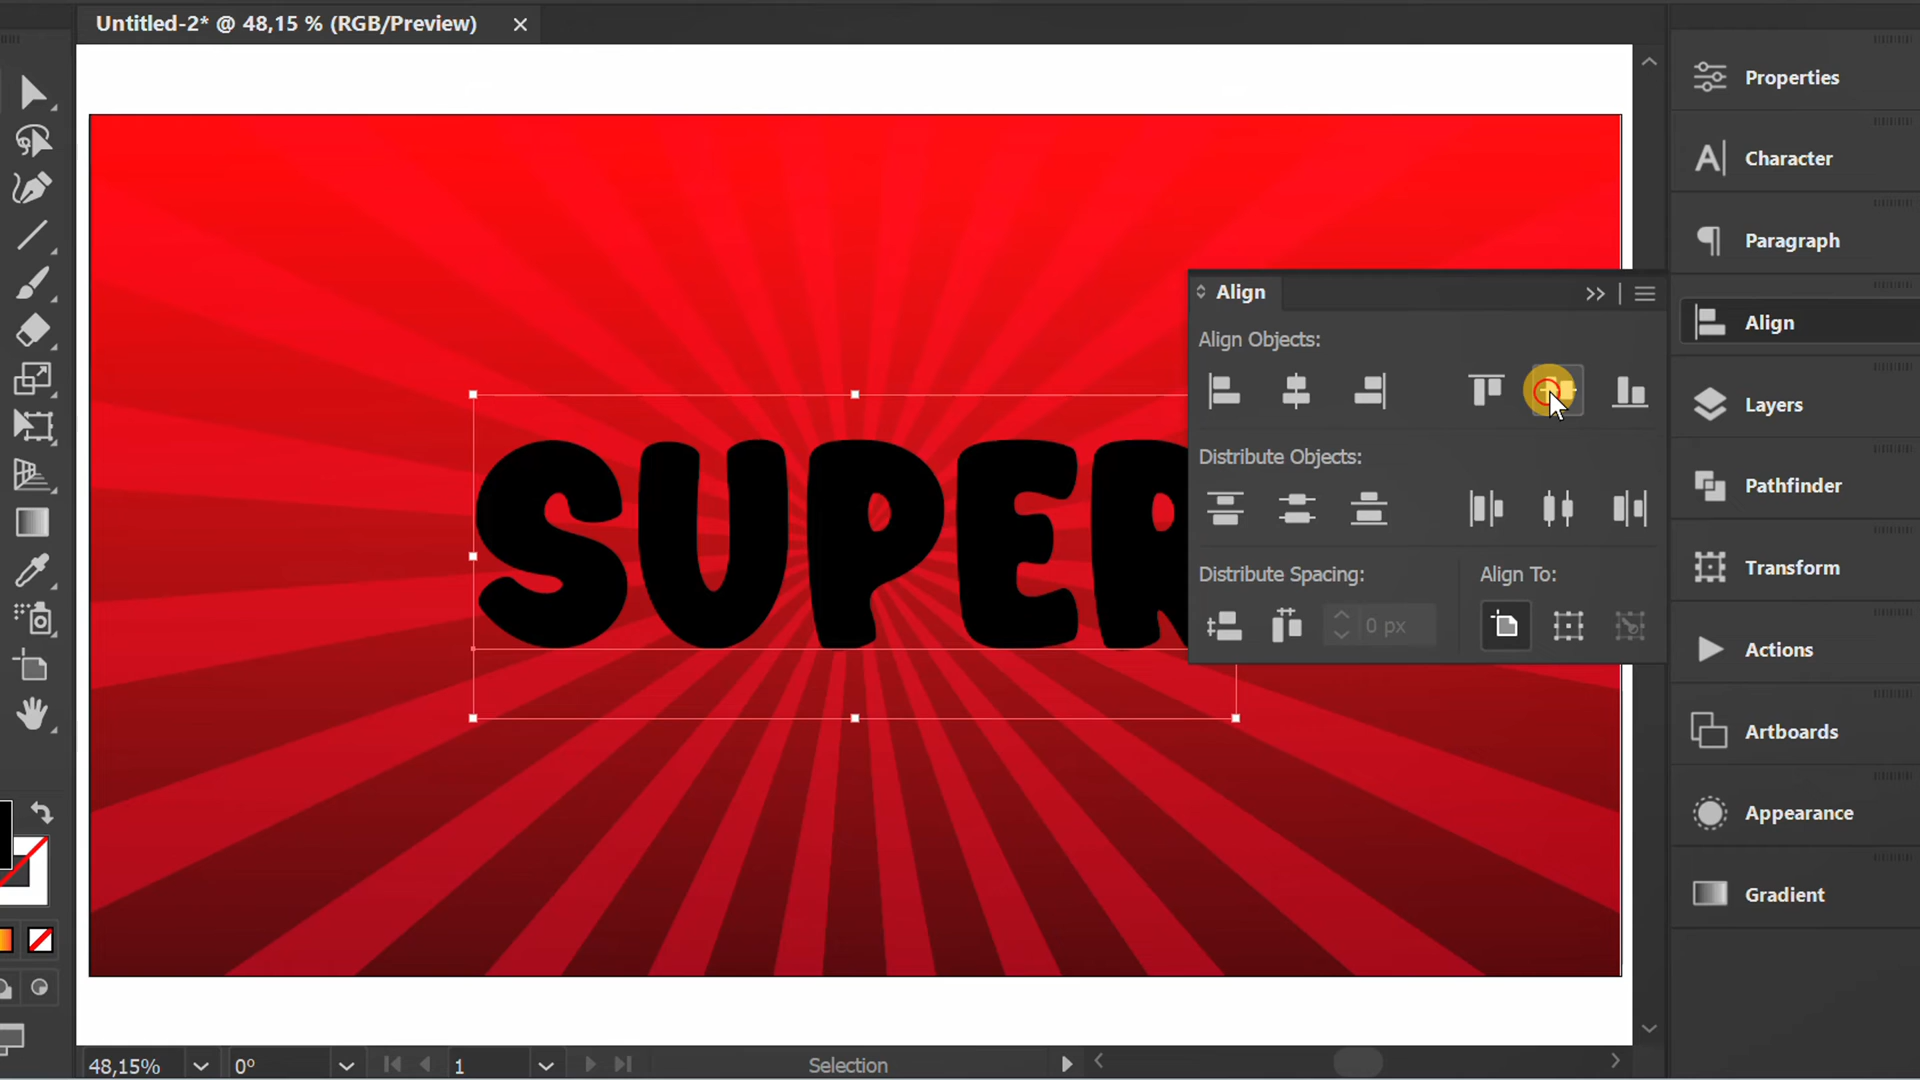 Untitled-2* @ 48,15 % (RGB/Preview)
SUPER
Align
Align Objects:
Distribute Objects:
Distribute Spacing:
Align To:
0 px
Properties
Character
Paragraph
Align
Layers
Pathfinder
Transform
Actions
Artboards
Appearance
Gradient
48,15%
0°
1
Selection